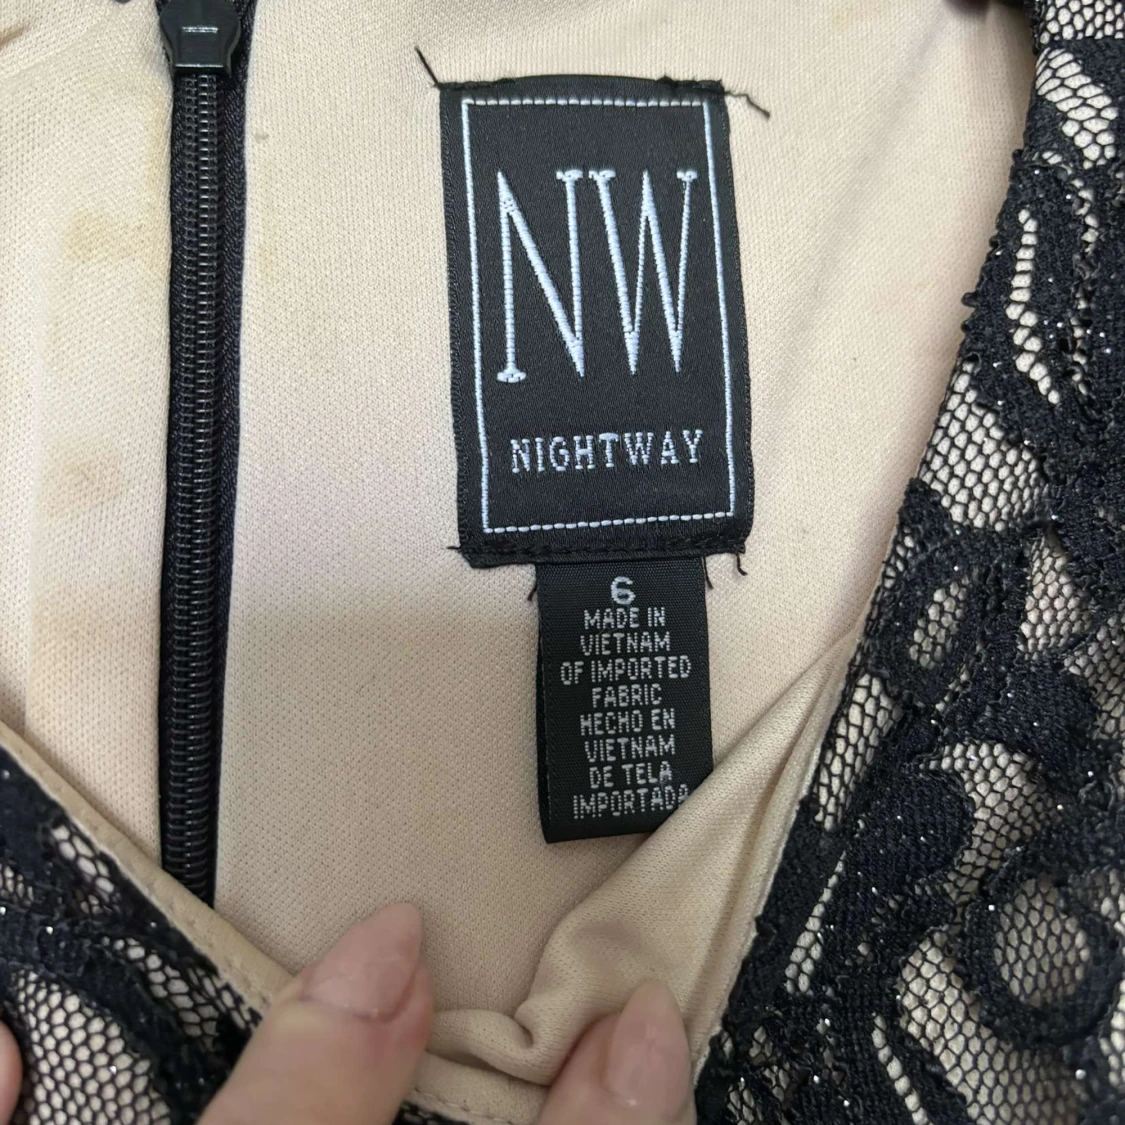 NW
NIGHTWAY
6
MADE IN
VIETNAM
OF IMPORTED
FABRIC
HECHO EN
VIETNAM
DE TELA
IMPORTADA